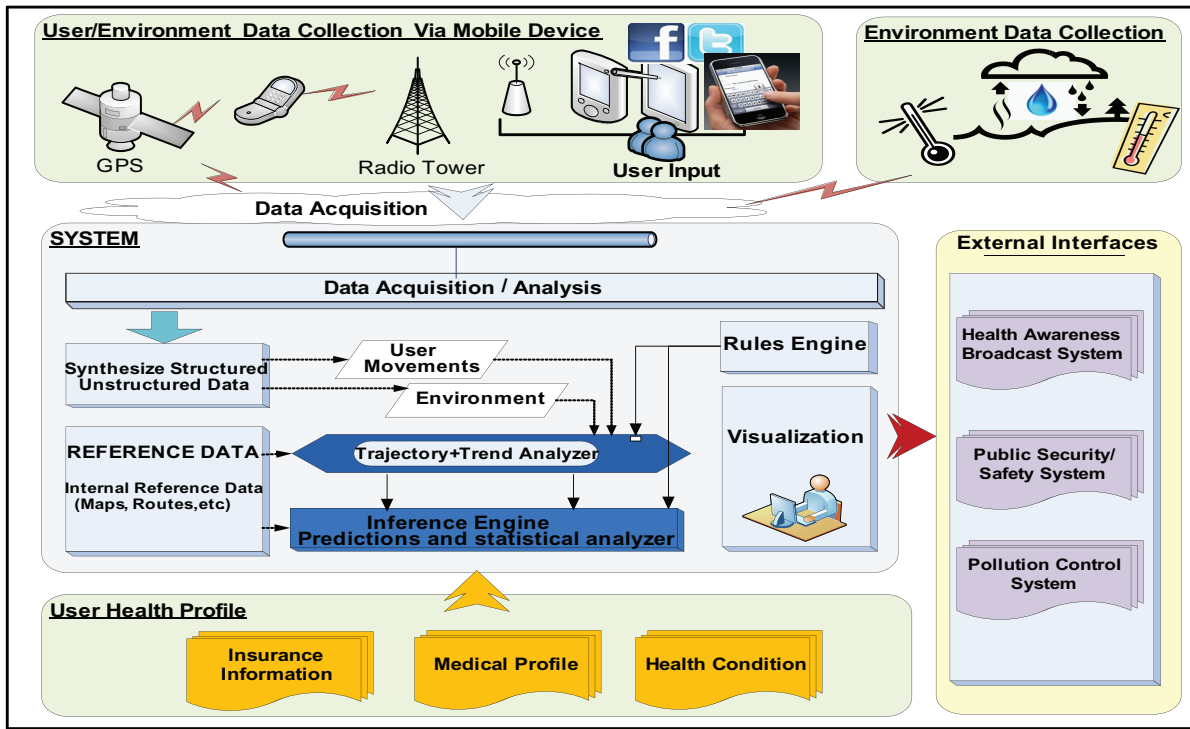 User/Environment Data Collection Via Mobile Device
GPS
Radio Tower
User Input
Environment Data Collection
Data Acquisition
SYSTEM
Data Acquisition / Analysis
Synthesize Structured
Unstructured Data
User
Movements
Environment
Rules Engine
REFERENCE DATA
Internal Reference Data
(Maps, Routes,etc)
Trajectory+Trend Analyzer
Inference Engine
Predictions and statistical analyzer
Visualization
External Interfaces
Health Awareness
Broadcast System
Public Security/
Safety System
Pollution Control
System
User Health Profile
Insurance
Information
Medical Profile
Health Condition